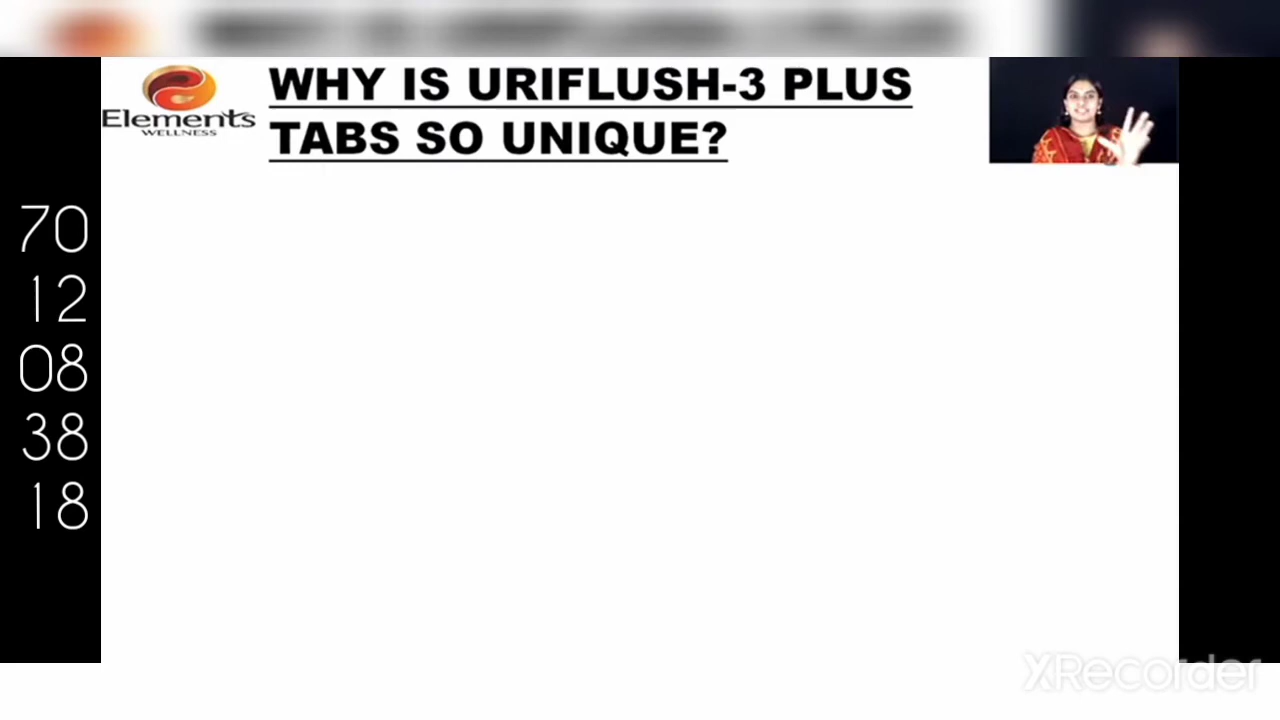 WHY IS URIFLUSH-3 PLUS
TABS SO UNIQUE?
Elements
WELLNESS
70
12
08
38
18
XRecorder